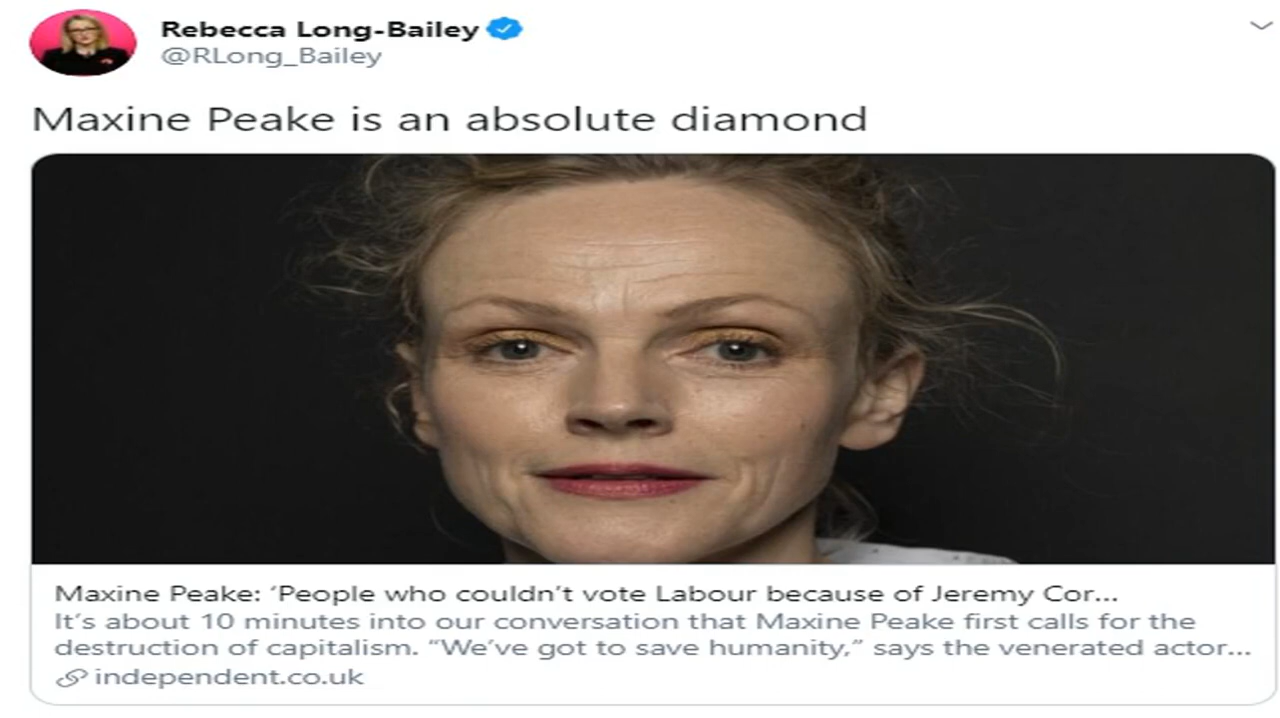 Rebecca Long-Bailey
@RLong_Bailey
Maxine Peake is an absolute diamond
Maxine Peake: ‘People who couldn’t vote Labour because of Jeremy Cor...
It’s about 10 minutes into our conversation that Maxine Peake first calls for the
destruction of capitalism. “We’ve got to save humanity,” says the venerated actor...
independent.co.uk